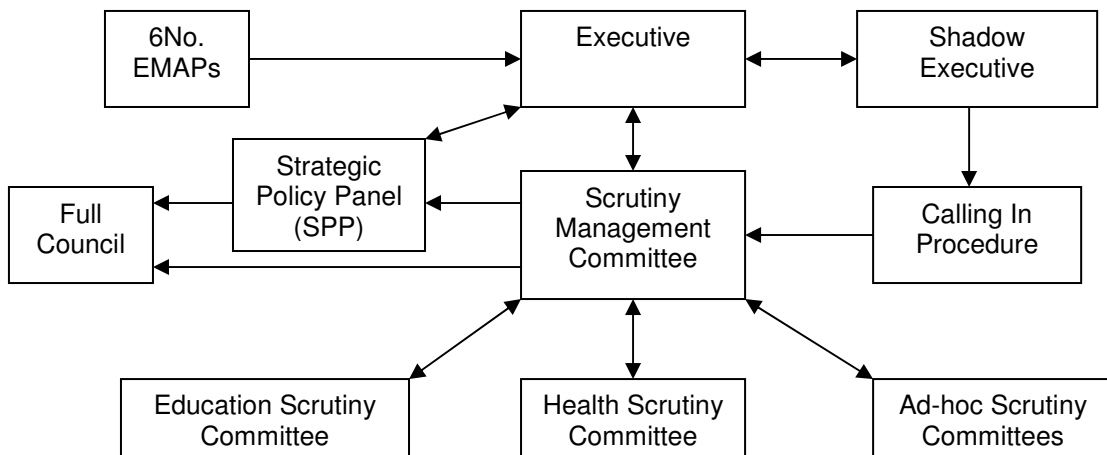 6No.
EMAPs
Executive
Shadow
Executive
Strategic
Policy Panel
(SPP)
Full
Council
Scrutiny
Management
Committee
Calling In
Procedure
Education Scrutiny
Committee
Health Scrutiny
Committee
Ad-hoc Scrutiny
Committees